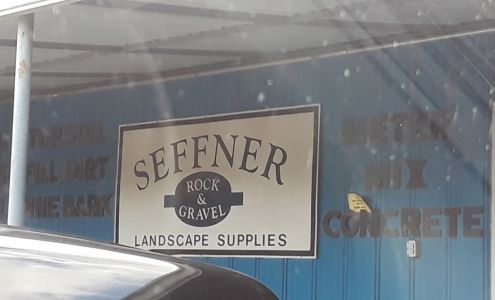 TOPSOIL
FILL DIRT
PINE BARK
SEFFNER
ROCK
&
GRAVEL
LANDSCAPE SUPPLIES
METER
MIX
CONCRETE